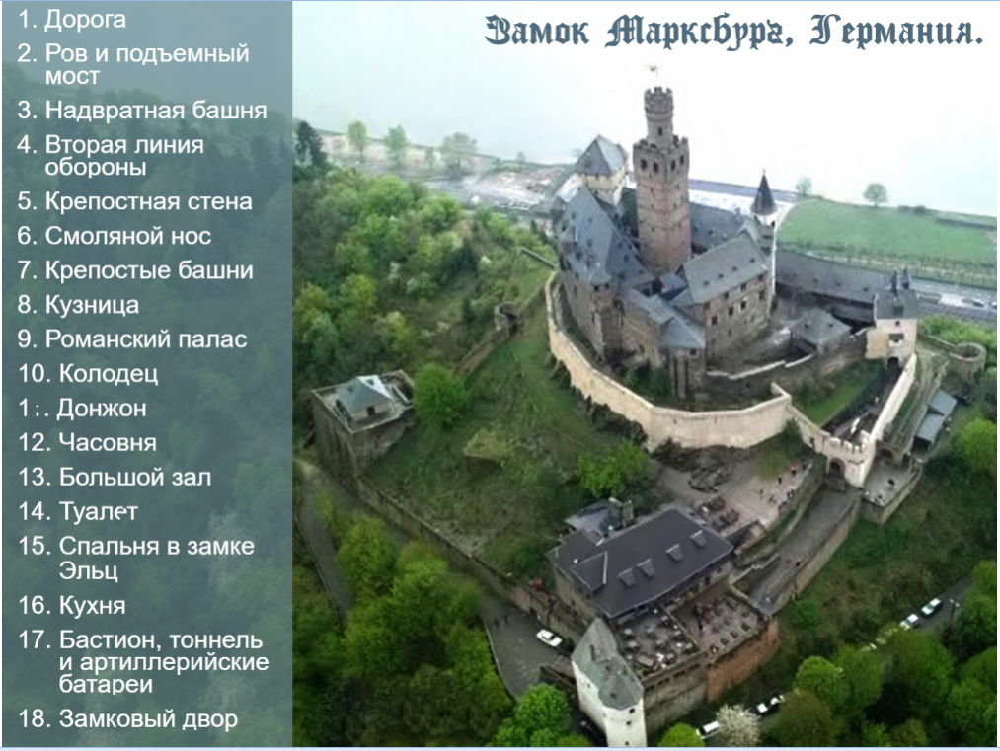 Замок Марксбург, Германия.
1. Дорога
2. Ров и подъемный
мост
3. Надвратная башня
4. Вторая линия
обороны
5. Крепостная стена
6. Смоляной нос
7. Крепостые башни
8. Кузница
9. Романский палас
10. Колодец
11. Донжон
12. Часовня
13. Большой зал
14. Туалет
15. Спальня в замке
Эльц
16. Кухня
17. Бастион, тоннель
и артиллерийские
батареи
18. Замковый двор